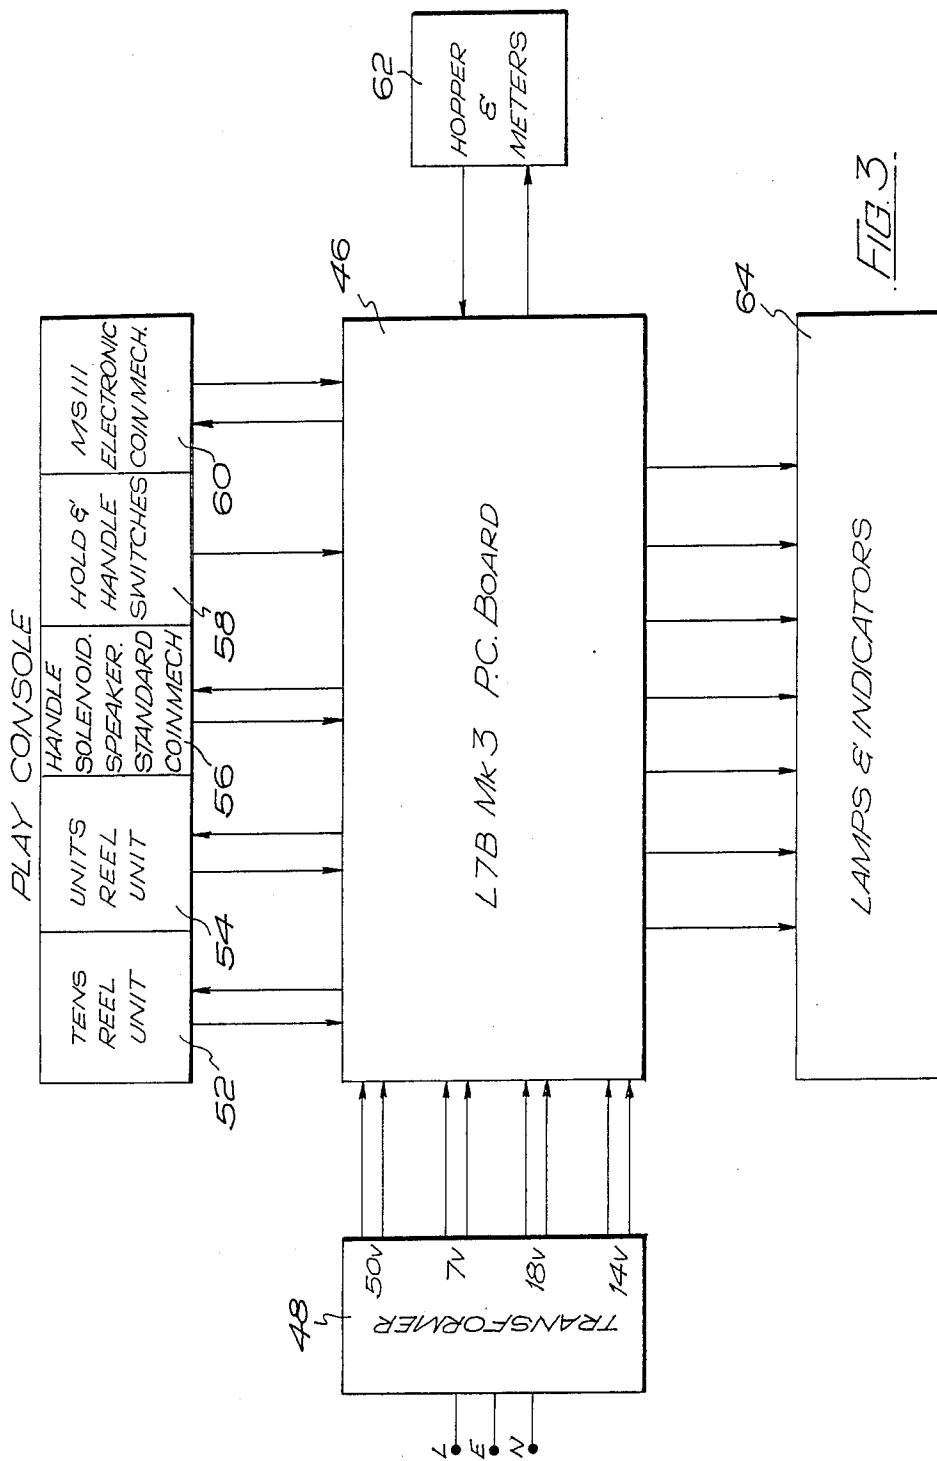 PLAY CONSOLE
TENS
REEL
UNIT
UNITS
REEL
UNIT
HANDLE
SOLENOID.
SPEAKER.
STANDARD
COINMECH
HOLD &
HANDLE
SWITCHES
MS111
ELECTRONIC
COIN MECH.
52
54
56
58
60
L
E
N
48
TRANSFORMER
50V
7V
18V
14V
46
L7B Mk 3 P.C. BOARD
62
HOPPER
&
METERS
64
LAMPS & INDICATORS
FIG. 3.